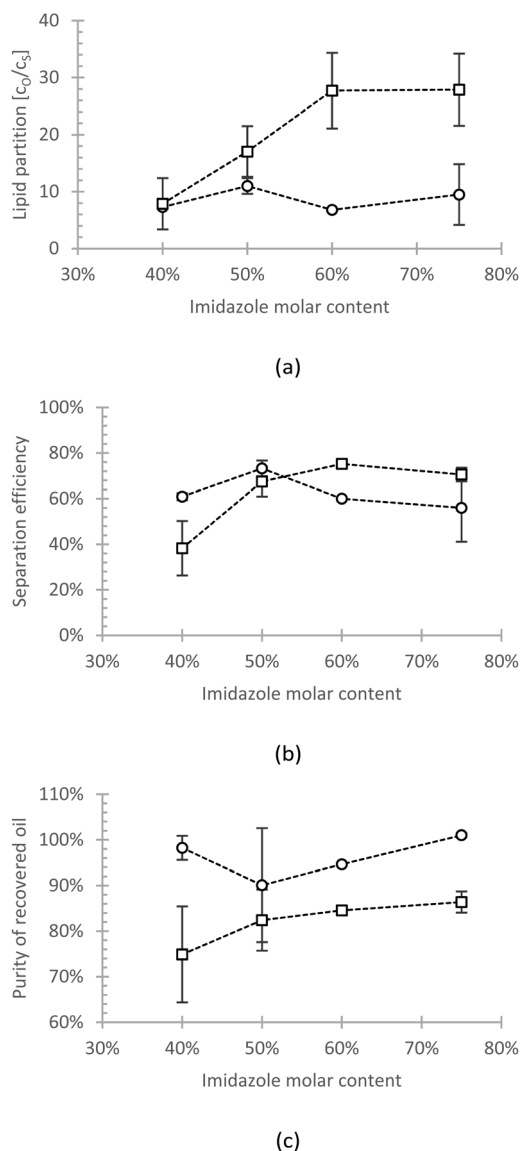 40
30
20
10
0
Lipid partition [cO/cS]
30% 40% 50% 60% 70% 80%
Imidazole molar content
(a)
100%
80%
60%
40%
20%
0%
Separation efficiency
30% 40% 50% 60% 70% 80%
Imidazole molar content
(b)
110%
100%
90%
80%
70%
60%
Purity of recovered oil
30% 40% 50% 60% 70% 80%
Imidazole molar content
(c)